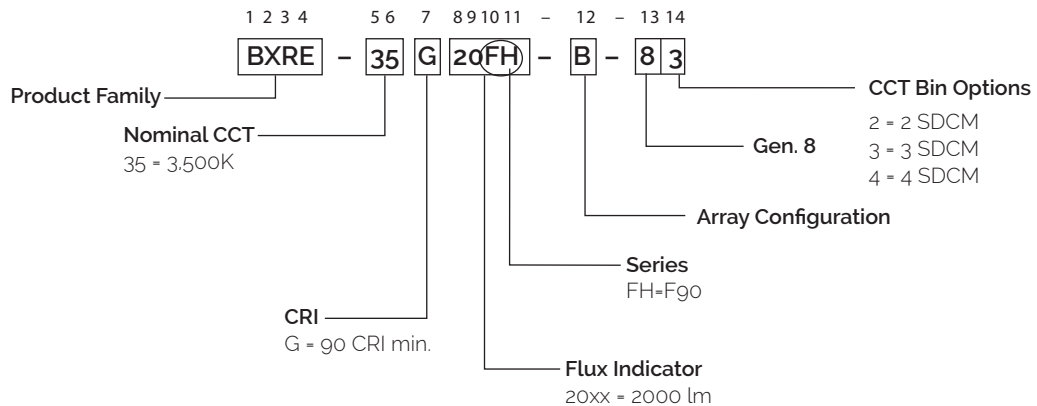 1 2 3 4 5 6 7 8 9 10 11 – 12 – 13 14
BXRE – 35 G 20FH – B – 8 3
Product Family
CCT Bin Options
2 = 2 SDCM
3 = 3 SDCM
4 = 4 SDCM
Nominal CCT
35 = 3,500K
Gen. 8
Array Configuration
Series
FH=F90
CRI
G = 90 CRI min.
Flux Indicator
20xx = 2000 lm